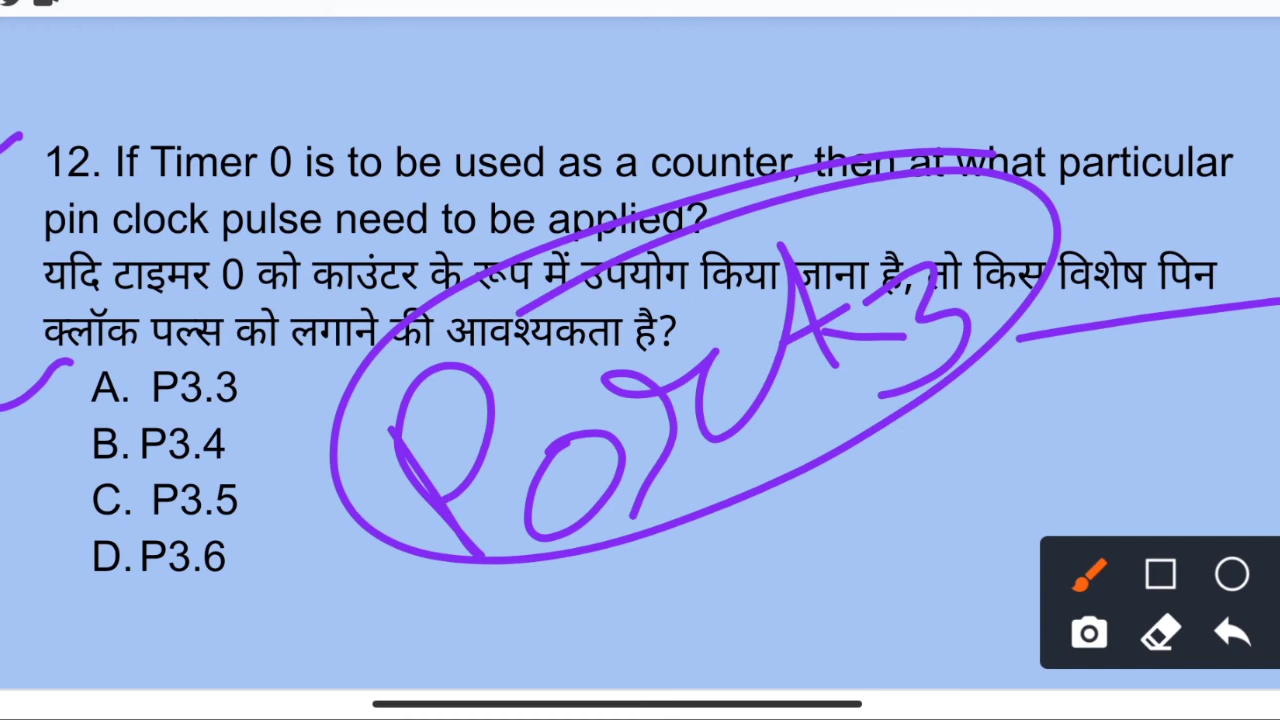 12. If Timer 0 is to be used as a counter, then at what particular
pin clock pulse need to be applied?
यदि टाइमर 0 को काउंटर के रूप में उपयोग किया जाना है, तो किस विशेष पिन
क्लॉक पल्स को लगाने की आवश्यकता है?
A. P3.3
B. P3.4
C. P3.5
D. P3.6
Port 3